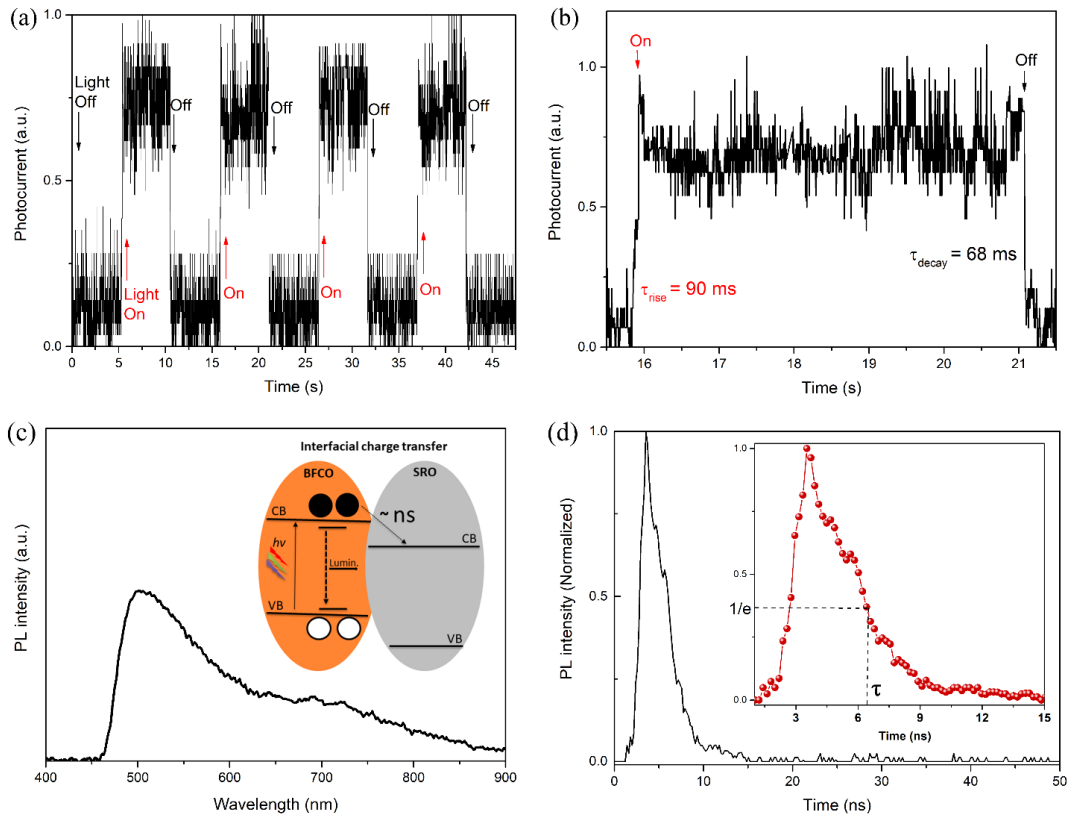 (a)
1.0
0.5
0.0
Photocurrent (a.u.)
Light
Off
Off
Off
Off
Off
Light
On
On
On
On
0 5 10 15 20 25 30 35 40 45
Time (s)
(b)
1.0
0.5
0.0
Photocurrent (a.u.)
On
Off
τrise = 90 ms
τdecay = 68 ms
16 17 18 19 20 21
Time (s)
(c)
PL intensity (a.u.)
Interfacial charge transfer
BFCO
SRO
CB
~ ns
CB
hν
Lumin.
VB
VB
400 500 600 700 800 900
Wavelength (nm)
(d)
1.0
0.5
0.0
PL intensity (Normalized)
1.0
0.5
1/e
0.0
τ
3 6 9 12 15
Time (ns)
0 10 20 30 40 50
Time (ns)